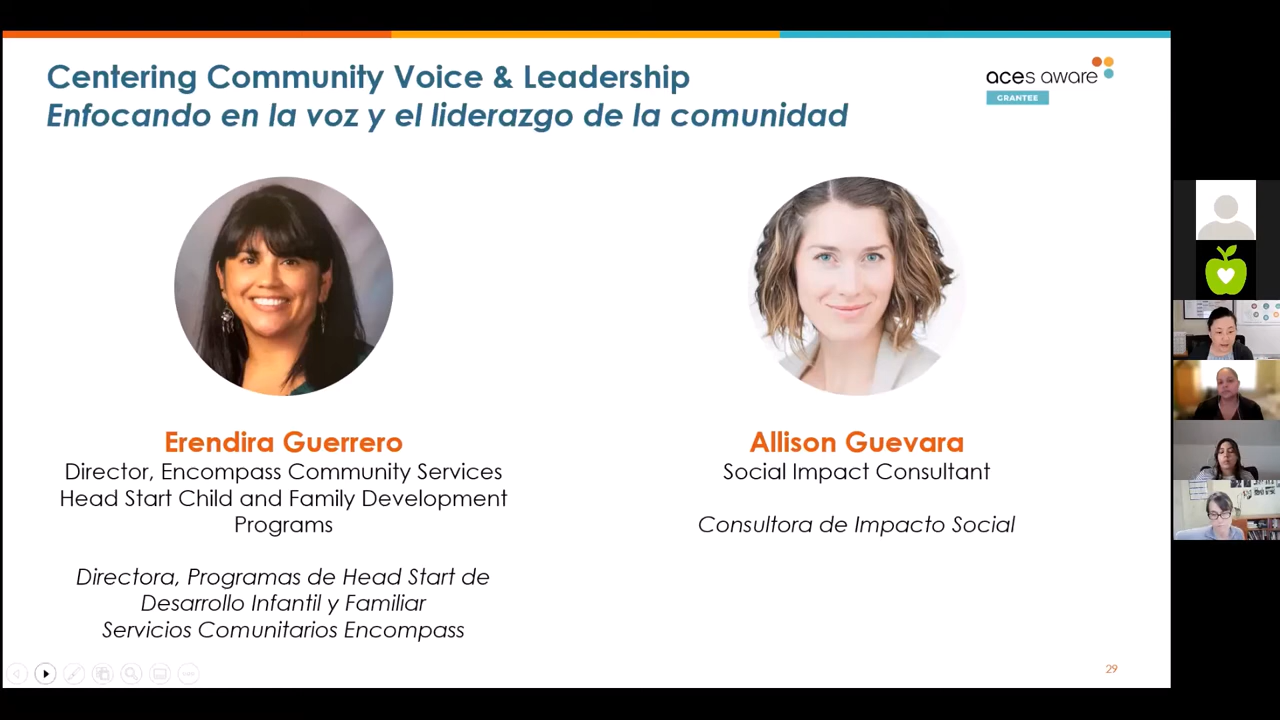 Centering Community Voice & Leadership
Enfocando en la voz y el liderazgo de la comunidad
aces aware
GRANTEE
Erendira Guerrero
Director, Encompass Community Services
Head Start Child and Family Development
Programs
Directora, Programas de Head Start de
Desarrollo Infantil y Familiar
Servicios Comunitarios Encompass
Allison Guevara
Social Impact Consultant
Consultora de Impacto Social
29